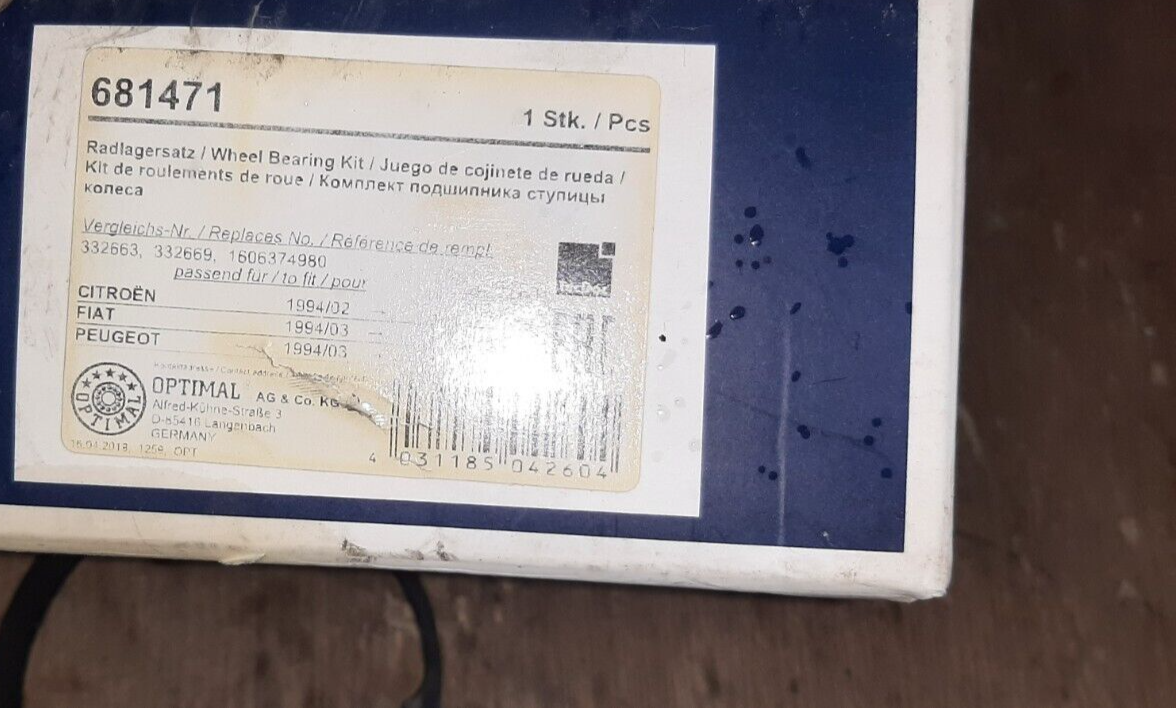 681471
1 Stk. / Pcs
Radlagersatz / Wheel Bearing Kit / Juego de cojinete de rueda /
Kit de roulements de roue / Комплект подшипника ступицы
колеса
Vergleichs-Nr. / Replaces No. / Référence de rempl.
332663, 332669, 1606374980
passend für / to fit / pour
TecDoc
CITROËN 1994/02 →
FIAT 1994/03 →
PEUGEOT 1994/03
OPTIMAL
OPTIMAL AG & Co. KG
Alfred-Kühne-Straße 3
D-85416 Langenbach
GERMANY
1259, OPT
4 031185 042604